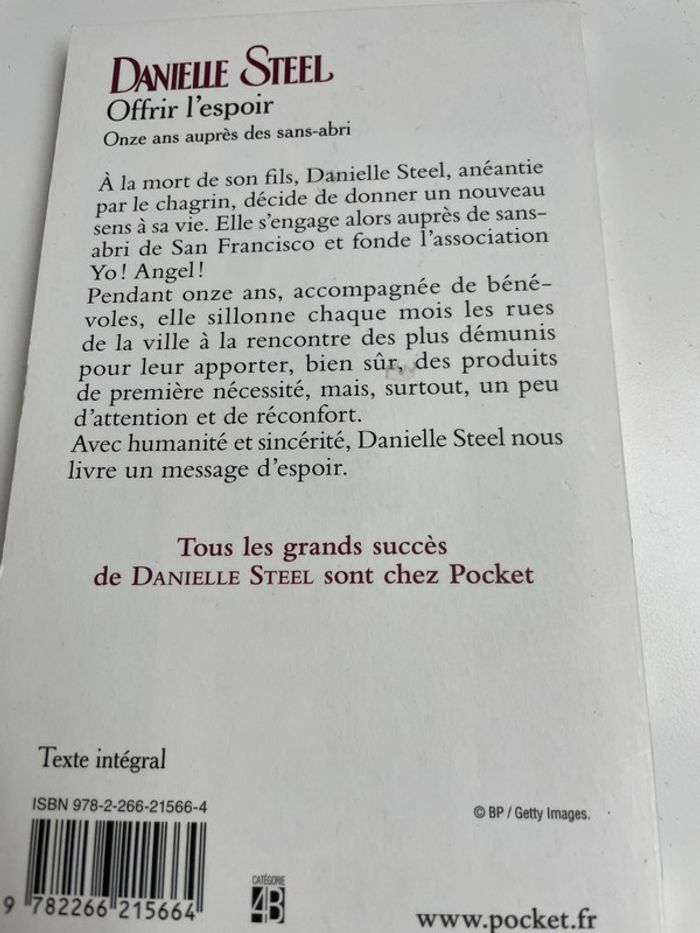 DANIELLE STEEL
Offrir l'espoir
Onze ans auprès des sans-abri
À la mort de son fils, Danielle Steel, anéantie
par le chagrin, décide de donner un nouveau
sens à sa vie. Elle s'engage alors auprès de sans-
abri de San Francisco et fonde l'association
Yo ! Angel !
Pendant onze ans, accompagnée de béné-
voles, elle sillonne chaque mois les rues
de la ville à la rencontre des plus démunis
pour leur apporter, bien sûr, des produits
de première nécessité, mais, surtout, un peu
d'attention et de réconfort.
Avec humanité et sincérité, Danielle Steel nous
livre un message d'espoir.
Tous les grands succès
de DANIELLE STEEL sont chez Pocket
Texte intégral
ISBN 978-2-266-21566-4
© BP / Getty Images.
9 782266 215664
CATÉGORIE
4B
www.pocket.fr